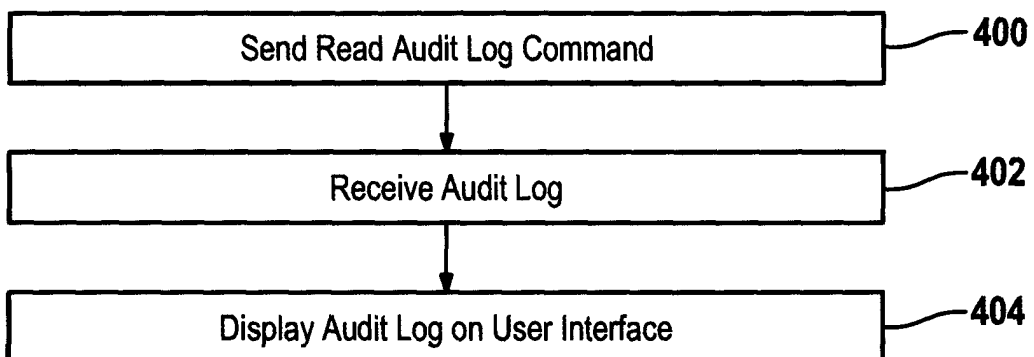 Send Read Audit Log Command
400
Receive Audit Log
402
Display Audit Log on User Interface
404